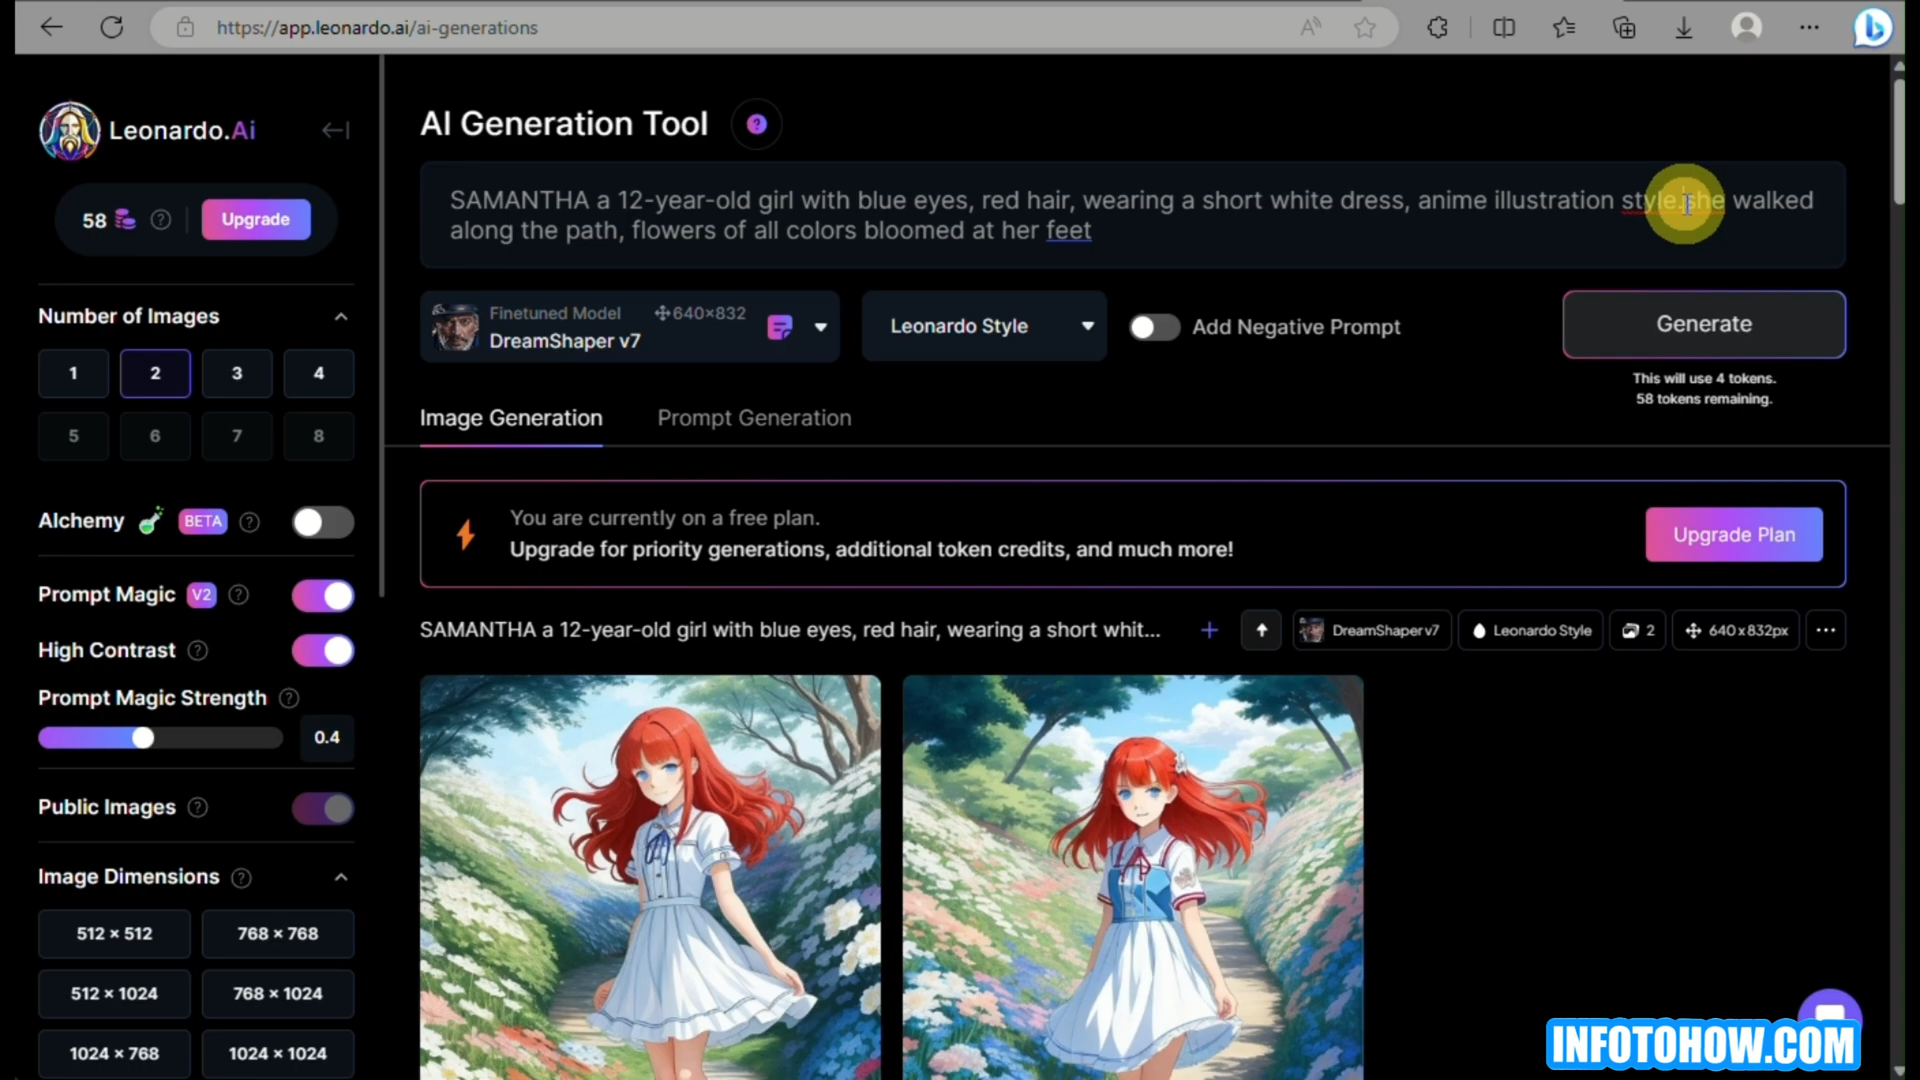 https://app.leonardo.ai/ai-generations
Leonardo.Ai
58
Upgrade
Number of Images
1 2 3 4
5 6 7 8
Alchemy BETA
Prompt Magic V2
High Contrast
Prompt Magic Strength
0.4
Public Images
Image Dimensions
512 × 512 768 × 768
512 × 1024 768 × 1024
1024 × 768 1024 × 1024
AI Generation Tool
SAMANTHA a 12-year-old girl with blue eyes, red hair, wearing a short white dress, anime illustration style.she walked
along the path, flowers of all colors bloomed at her feet
Finetuned Model 640×832
DreamShaper v7
Leonardo Style
Add Negative Prompt
Generate
This will use 4 tokens.
58 tokens remaining.
Image Generation Prompt Generation
You are currently on a free plan.
Upgrade for priority generations, additional token credits, and much more!
Upgrade Plan
SAMANTHA a 12-year-old girl with blue eyes, red hair, wearing a short whit... DreamShaper v7 Leonardo Style 2 640 x 832px
INFOTOHOW.COM